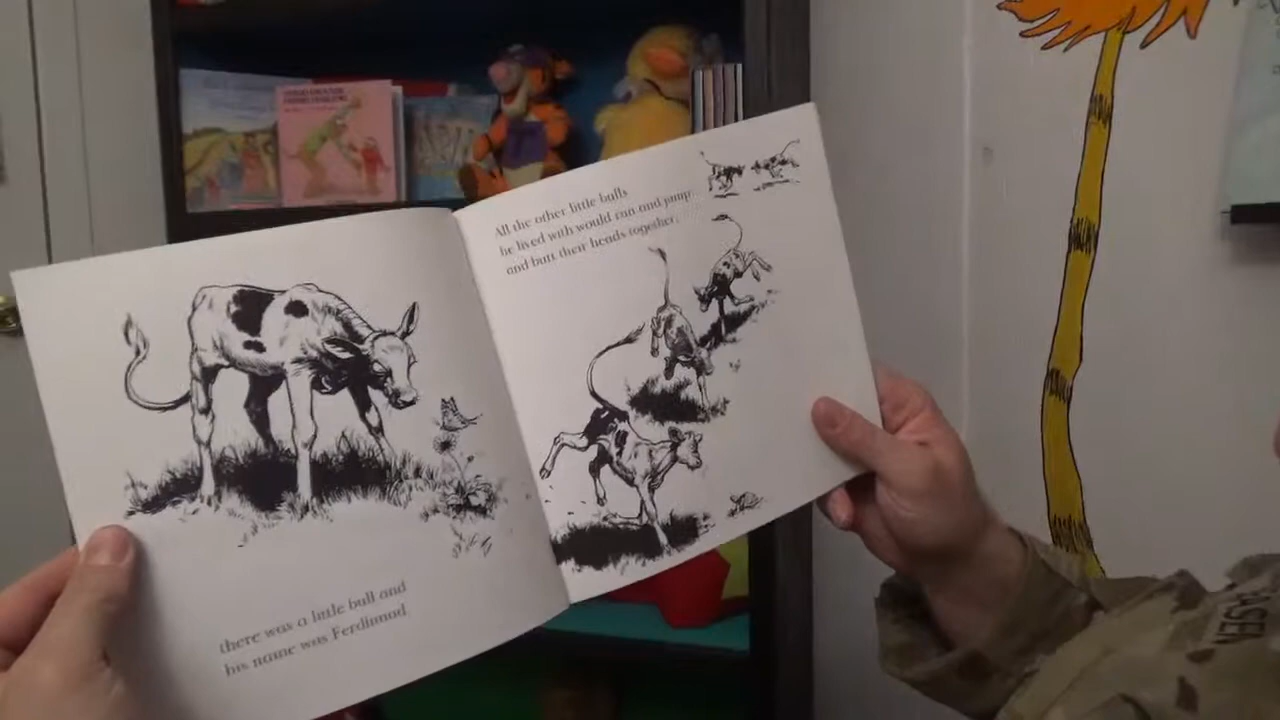 there was a little bull and
his name was Ferdinand.
All the other little bulls
he lived with would run and jump
and butt their heads together.